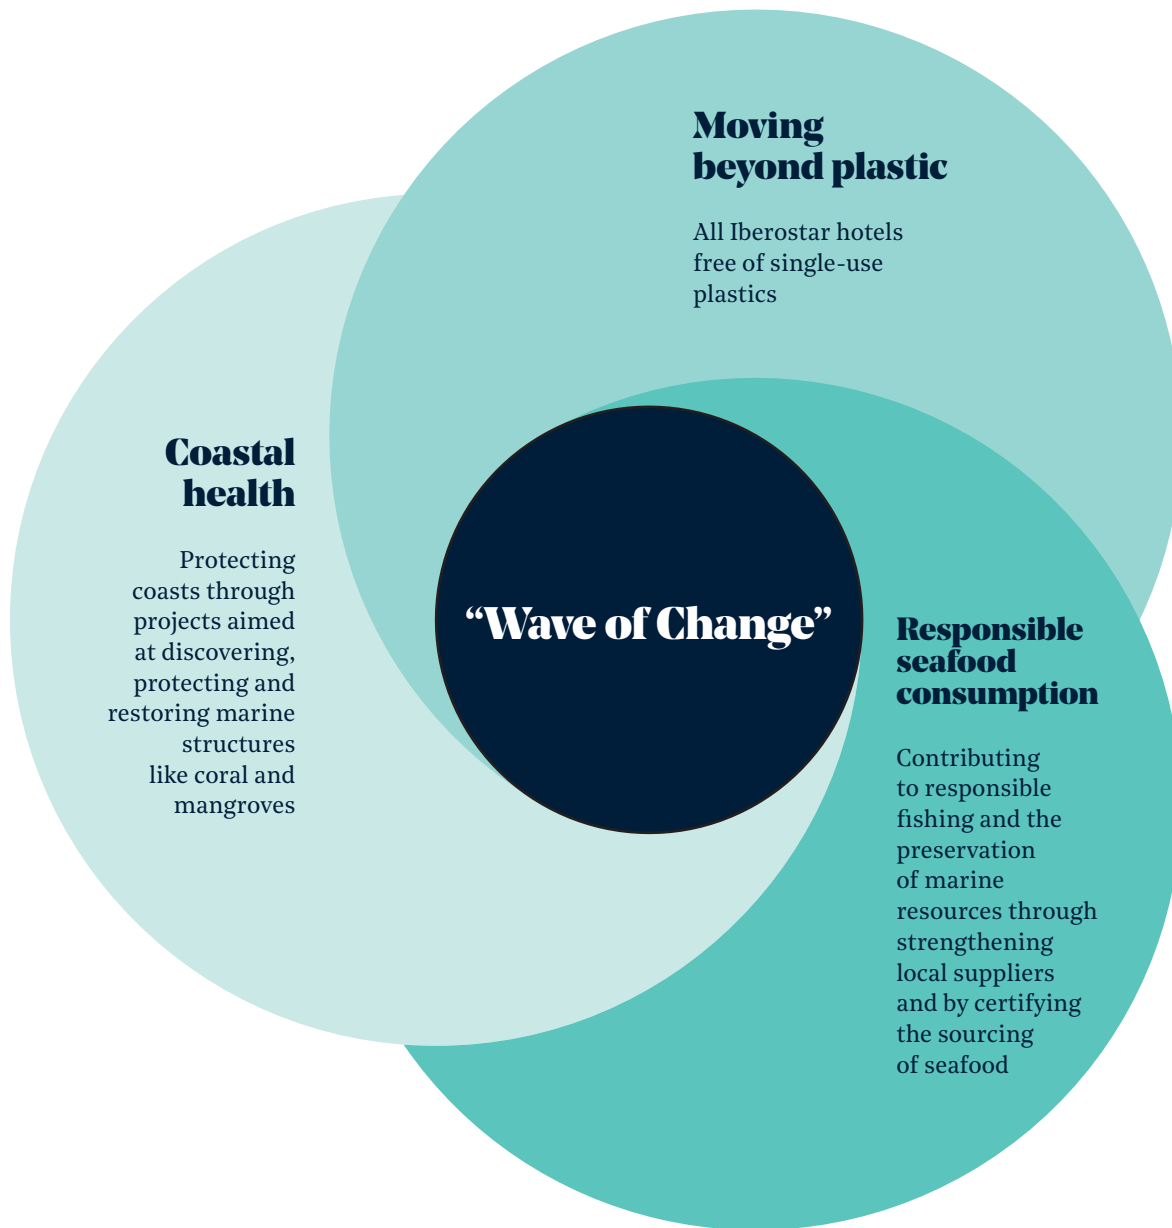 Moving
beyond plastic
All Iberostar hotels
free of single-use
plastics
Coastal
health
Protecting
coasts through
projects aimed
at discovering,
protecting and
restoring marine
structures
like coral and
mangroves
“Wave of Change”
Responsible
seafood
consumption
Contributing
to responsible
fishing and the
preservation
of marine
resources through
strengthening
local suppliers
and by certifying
the sourcing
of seafood